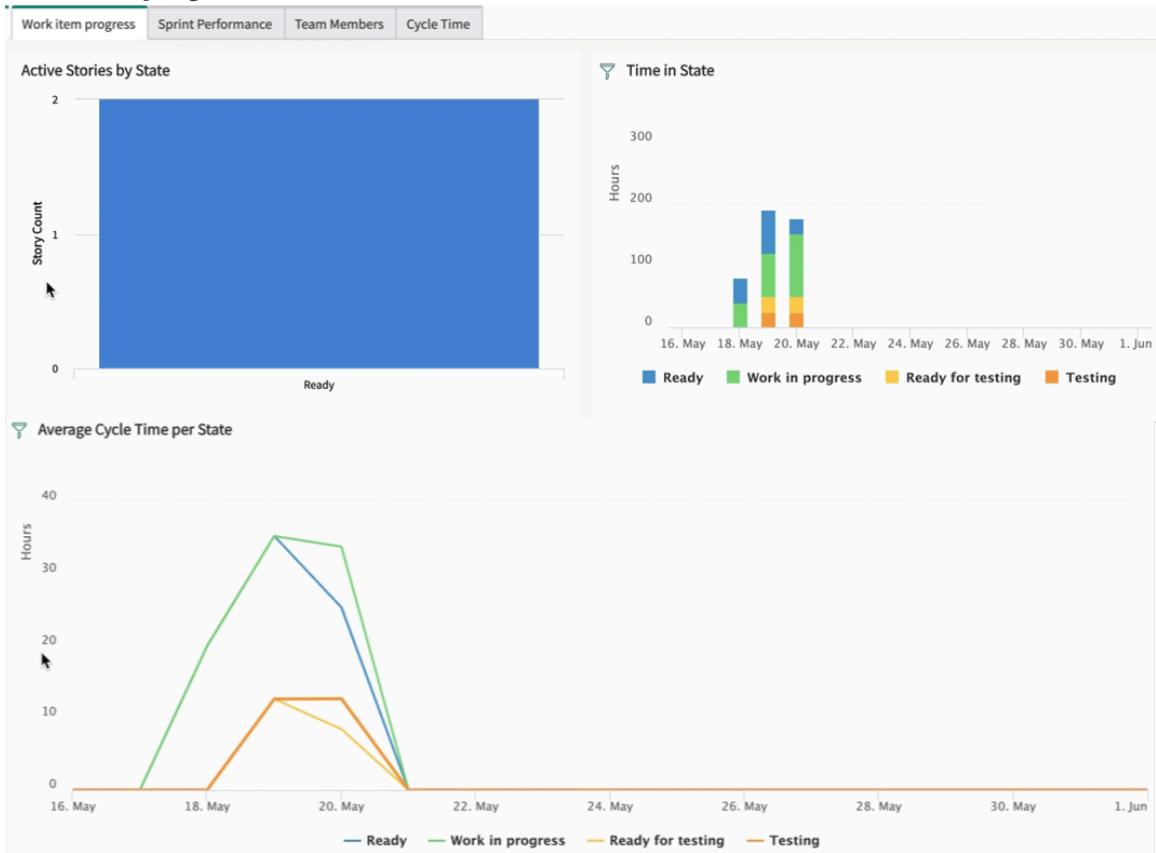 Work item progress Sprint Performance Team Members Cycle Time
Active Stories by State
2
1
0
Story Count
Ready
Time in State
300
200
100
0
Hours
16. May 18. May 20. May 22. May 24. May 26. May 28. May 30. May 1. Jun
Ready Work in progress Ready for testing Testing
Average Cycle Time per State
40
30
20
10
0
Hours
16. May 18. May 20. May 22. May 24. May 26. May 28. May 30. May 1. Jun
Ready Work in progress Ready for testing Testing